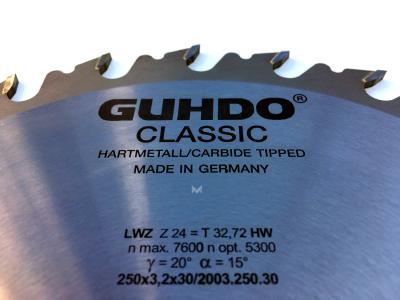 GUHDO®
CLASSIC
HARTMETALL/CARBIDE TIPPED
MADE IN GERMANY
LWZ Z 24 = T 32,72 HW
n max. 7600 n opt. 5300
γ = 20° α = 15°
250x3,2x30/2003.250.30